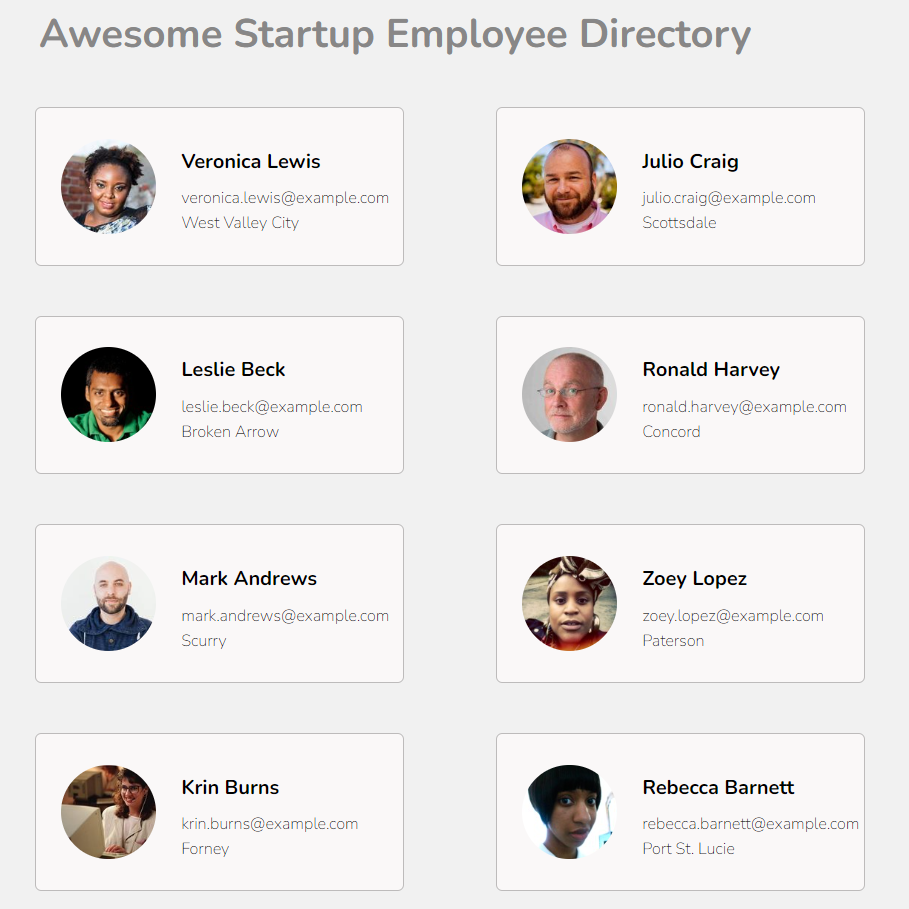 Awesome Startup Employee Directory
Veronica Lewis
veronica.lewis@example.com
West Valley City
Julio Craig
julio.craig@example.com
Scottsdale
Leslie Beck
leslie.beck@example.com
Broken Arrow
Ronald Harvey
ronald.harvey@example.com
Concord
Mark Andrews
mark.andrews@example.com
Scurry
Zoey Lopez
zoey.lopez@example.com
Paterson
Krin Burns
krin.burns@example.com
Forney
Rebecca Barnett
rebecca.barnett@example.com
Port St. Lucie